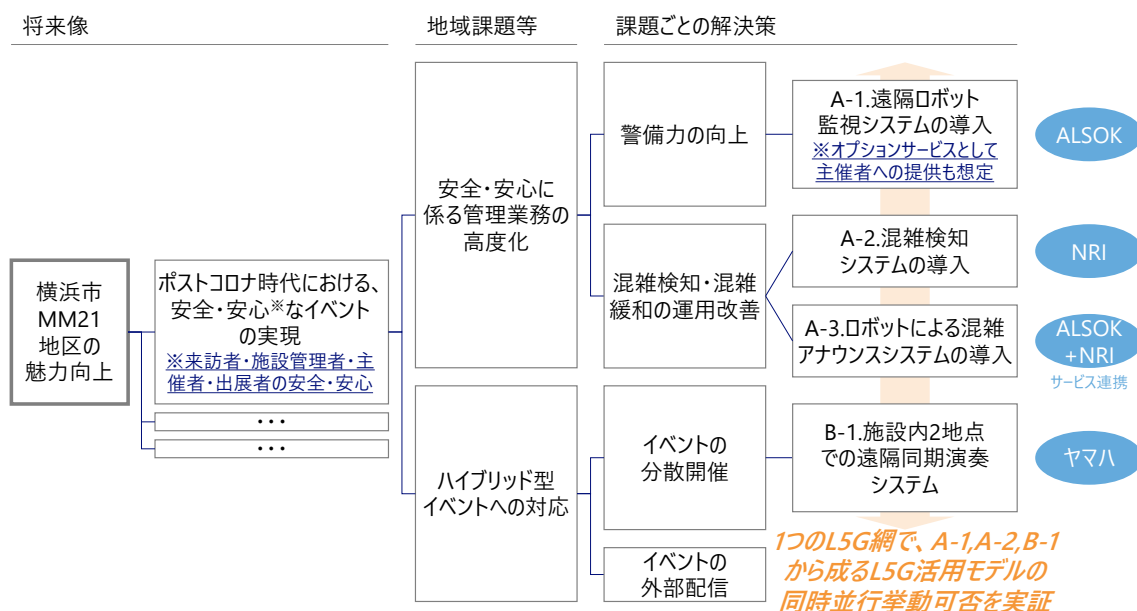 将来像
地域課題等
課題ごとの解決策
横浜市
MM21
地区の
魅力向上
ポストコロナ時代における、
安全・安心※なイベント
の実現
※来訪者・施設管理者・主
催者・出展者の安全・安心
・・・
・・・
安全・安心に
係る管理業務の
高度化
ハイブリッド型
イベントへの対応
警備力の向上
混雑検知・混雑
緩和の運用改善
イベントの
分散開催
イベントの
外部配信
A-1.遠隔ロボット
監視システムの導入
※オプションサービスとして
主催者への提供も想定
A-2.混雑検知
システムの導入
A-3.ロボットによる混雑
アナウンスシステムの導入
B-1.施設内2地点
での遠隔同期演奏
システム
ALSOK
NRI
ALSOK
+NRI
サービス連携
ヤマハ
1つのL5G網で、A-1,A-2,B-1
から成るL5G活用モデルの
同時並行挙動可否を実証